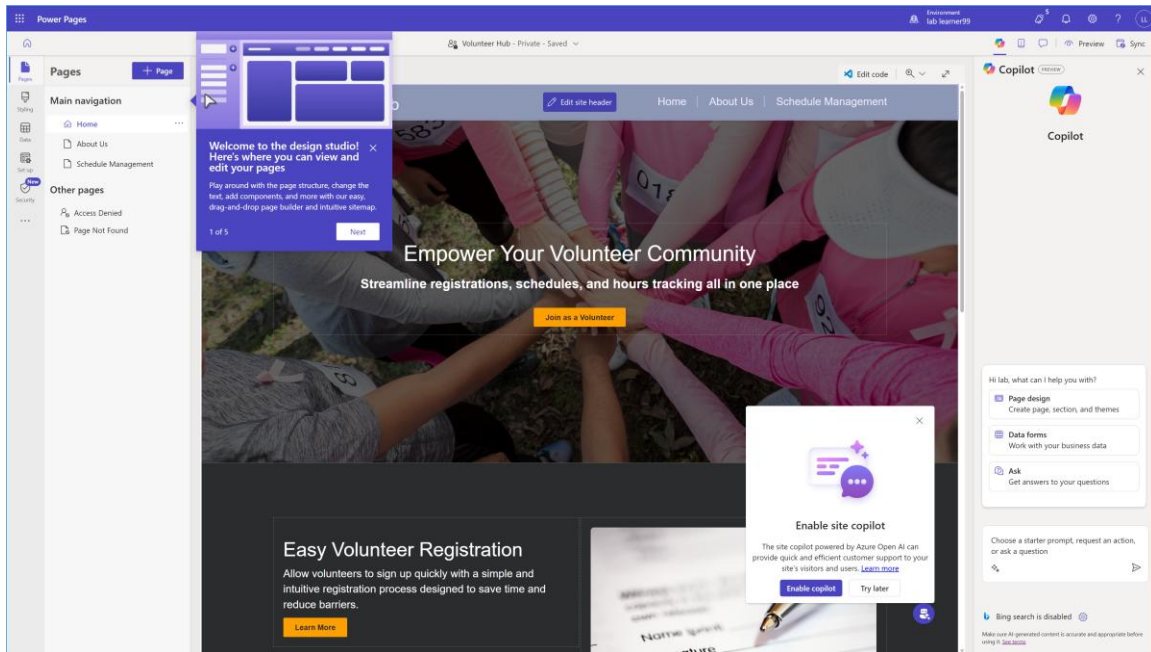 Power Pages
Environment
lab learner99
5
?
LL
Volunteer Hub - Private - Saved
Preview
Sync
Pages
Styling
Data
Set up
New
Security
Pages
+ Page
Main navigation
Home
About Us
Schedule Management
Other pages
Access Denied
Page Not Found
Welcome to the design studio!
Here's where you can view and
edit your pages
Play around with the page structure, change the
text, add components, and more with our easy,
drag-and-drop page builder and intuitive sitemap.
1 of 5
Next
Edit code
Edit site header
Home
About Us
Schedule Management
Empower Your Volunteer Community
Streamline registrations, schedules, and hours tracking all in one place
Join as a Volunteer
Easy Volunteer Registration
Allow volunteers to sign up quickly with a simple and
intuitive registration process designed to save time and
reduce barriers.
Learn More
Enable site copilot
The site copilot powered by Azure Open AI can
provide quick and efficient customer support to your
site's visitors and users. Learn more
Enable copilot
Try later
Copilot
PREVIEW
Copilot
Hi lab, what can I help you with?
Page design
Create page, section, and themes
Data forms
Work with your business data
Ask
Get answers to your questions
Choose a starter prompt, request an action,
or ask a question
Bing search is disabled
Make sure AI-generated content is accurate and appropriate before
using it. See terms